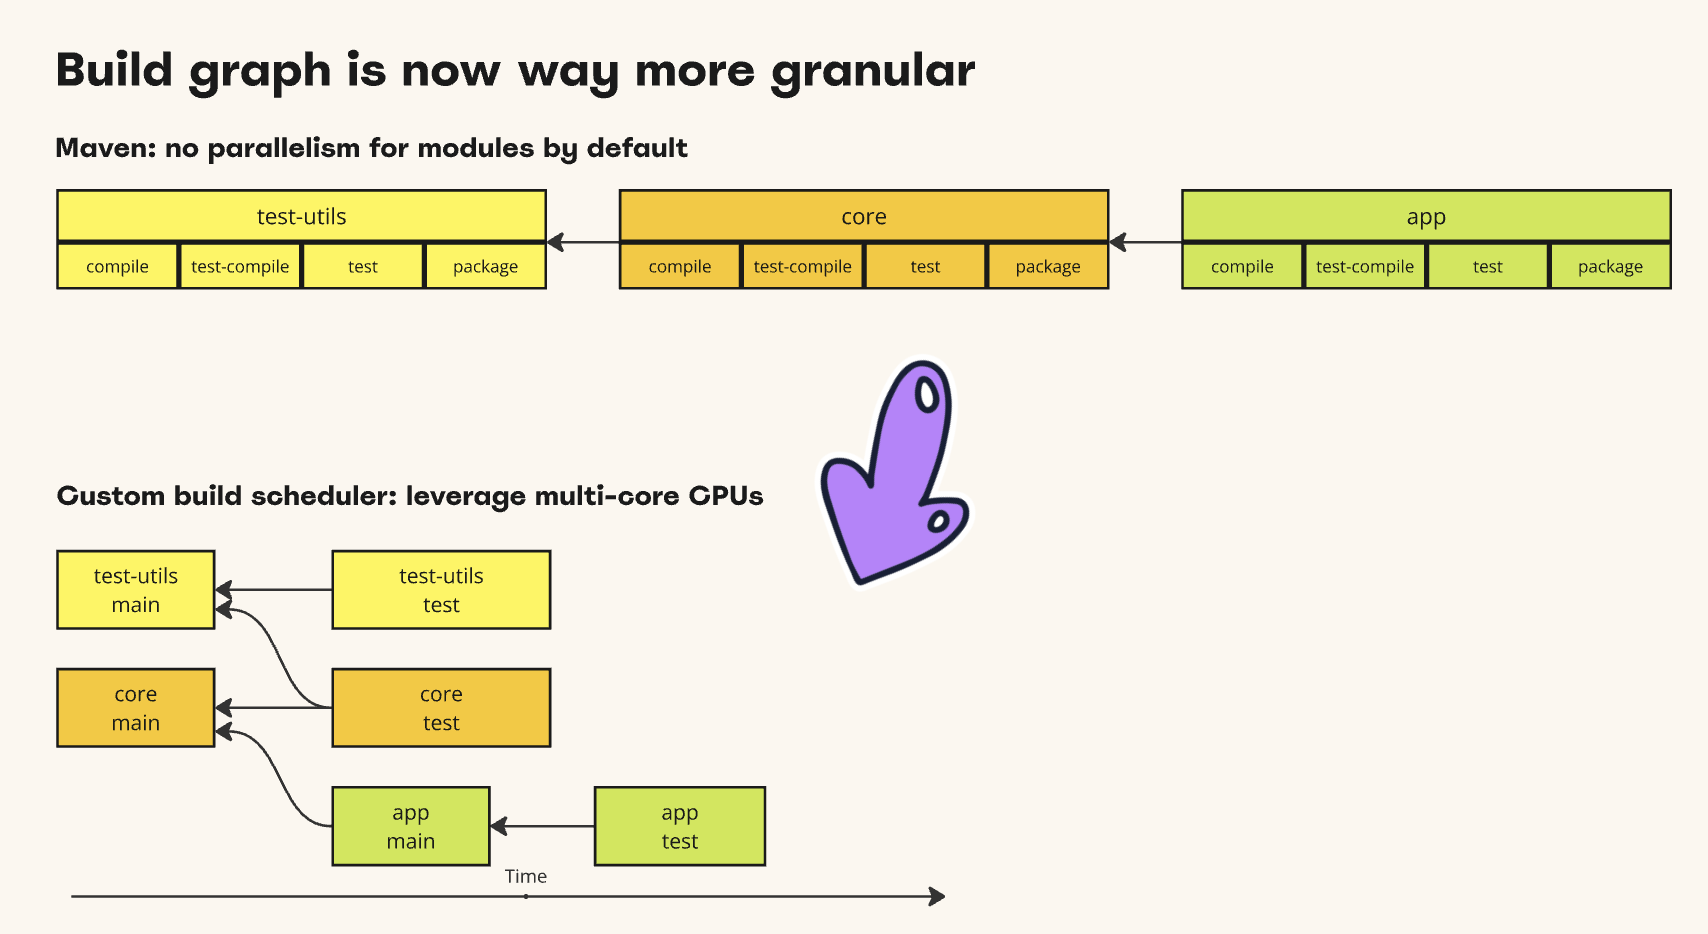 Build graph is now way more granular
Maven: no parallelism for modules by default
test-utils
compile test-compile test package
core
compile test-compile test package
app
compile test-compile test package
Custom build scheduler: leverage multi-core CPUs
test-utils
main
test-utils
test
core
main
core
test
app
main
app
test
Time